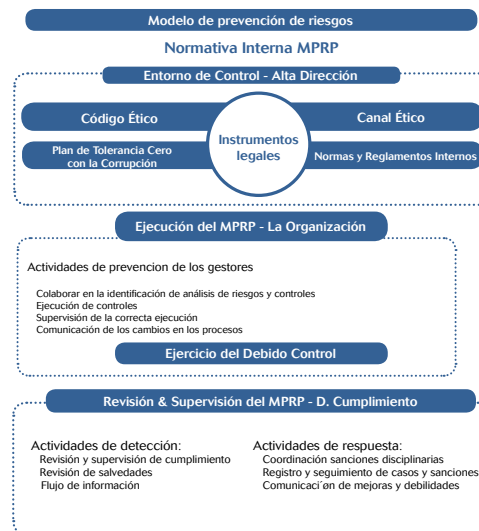 Modelo de prevención de riesgos
Normativa Interna MPRP
Entorno de Control - Alta Dirección
Código Ético
Canal Ético
Instrumentos
legales
Plan de Tolerancia Cero
con la Corrupción
Normas y Reglamentos Internos
Ejecución del MPRP - La Organización
Actividades de prevencion de los gestores
Colaborar en la identificación de análisis de riesgos y controles
Ejecución de controles
Supervisión de la correcta ejecución
Comunicación de los cambios en los procesos
Ejercicio del Debido Control
Revisión & Supervisión del MPRP - D. Cumplimiento
Actividades de detección:
Revisión y supervisión de cumplimiento
Revisión de salvedades
Flujo de información
Actividades de respuesta:
Coordinación sanciones disciplinarias
Registro y seguimiento de casos y sanciones
Comunicaci´øn de mejoras y debilidades